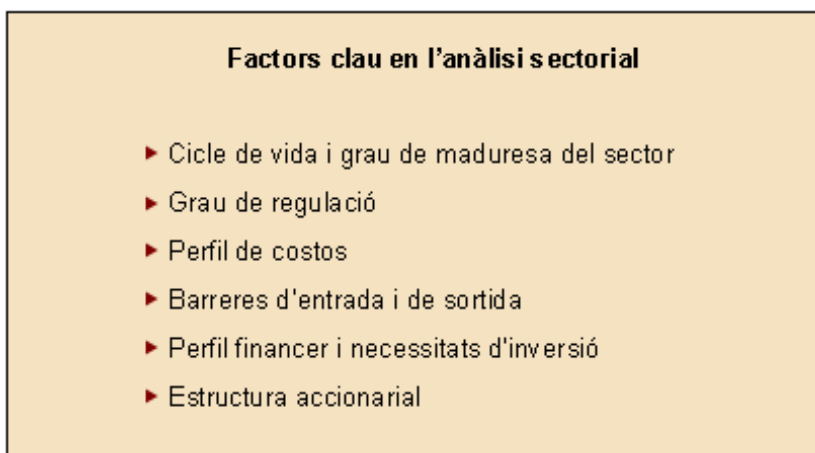 Factors clau en l'anàlisi sectorial
Cicle de vida i grau de maduresa del sector
Grau de regulació
Perfil de costos
Barreres d'entrada i de sortida
Perfil financer i necessitats d'inversió
Estructura accionarial